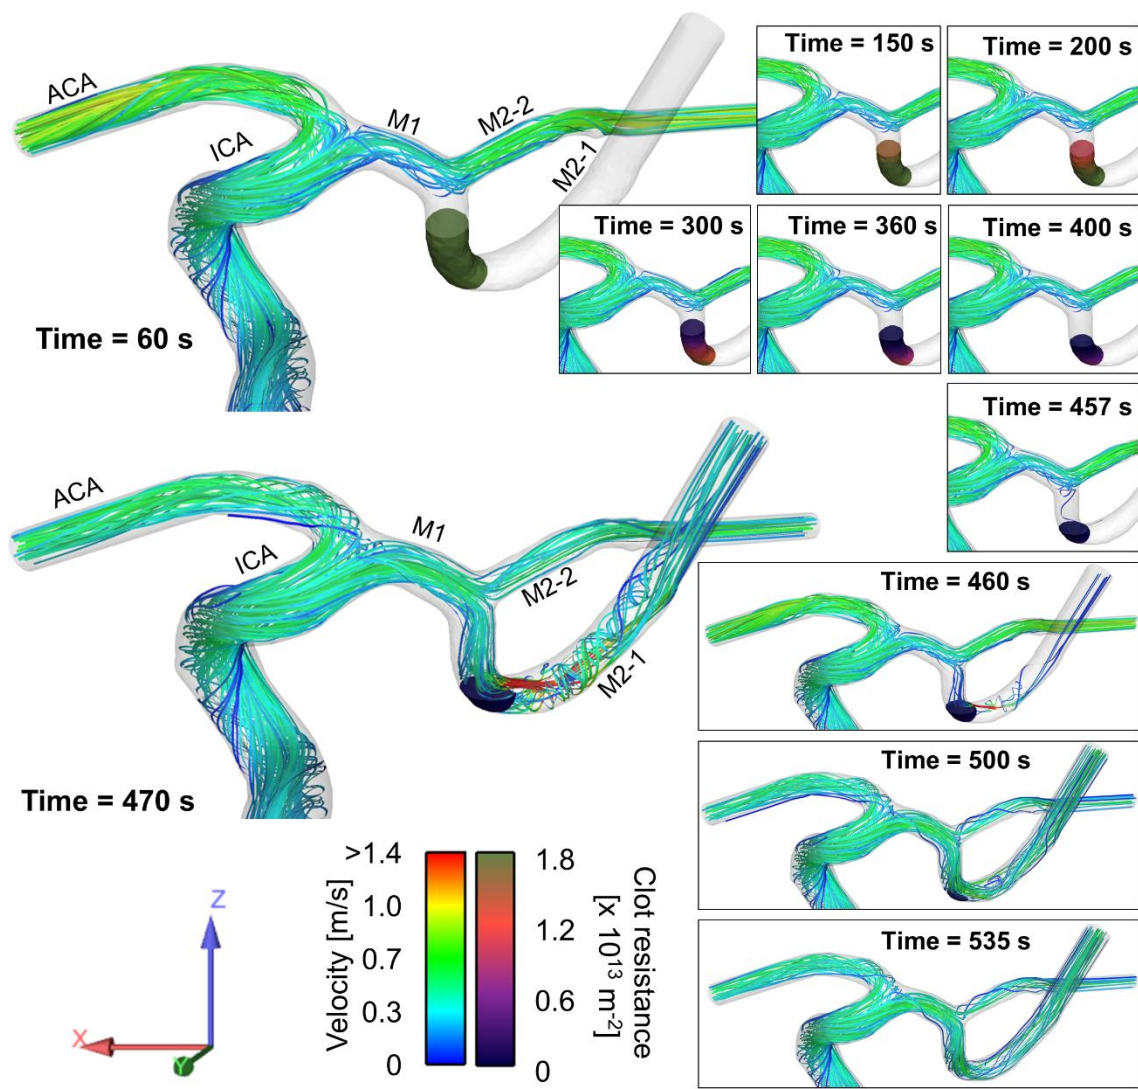 ACA
ICA
M1
M2-2
M2-1
Time = 60 s
Time = 150 s
Time = 200 s
Time = 300 s
Time = 360 s
Time = 400 s
Time = 457 s
ACA
ICA
M1
M2-2
M2-1
Time = 470 s
Time = 460 s
Time = 500 s
Time = 535 s
Z
X
Y
Velocity [m/s]
>1.4
1.0
0.7
0.3
0
1.8
1.2
0.6
0
Clot resistance
[x 10¹³ m⁻²]